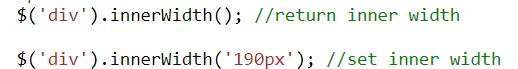 $('div').innerWidth(); //return inner width
$('div').innerWidth('190px'); //set inner width